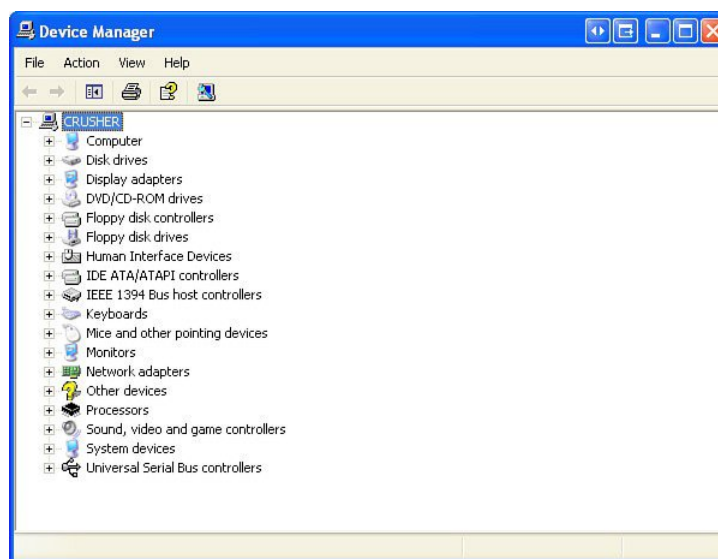 Device Manager
File Action View Help
CRUSHER
Computer
Disk drives
Display adapters
DVD/CD-ROM drives
Floppy disk controllers
Floppy disk drives
Human Interface Devices
IDE ATA/ATAPI controllers
IEEE 1394 Bus host controllers
Keyboards
Mice and other pointing devices
Monitors
Network adapters
Other devices
Processors
Sound, video and game controllers
System devices
Universal Serial Bus controllers